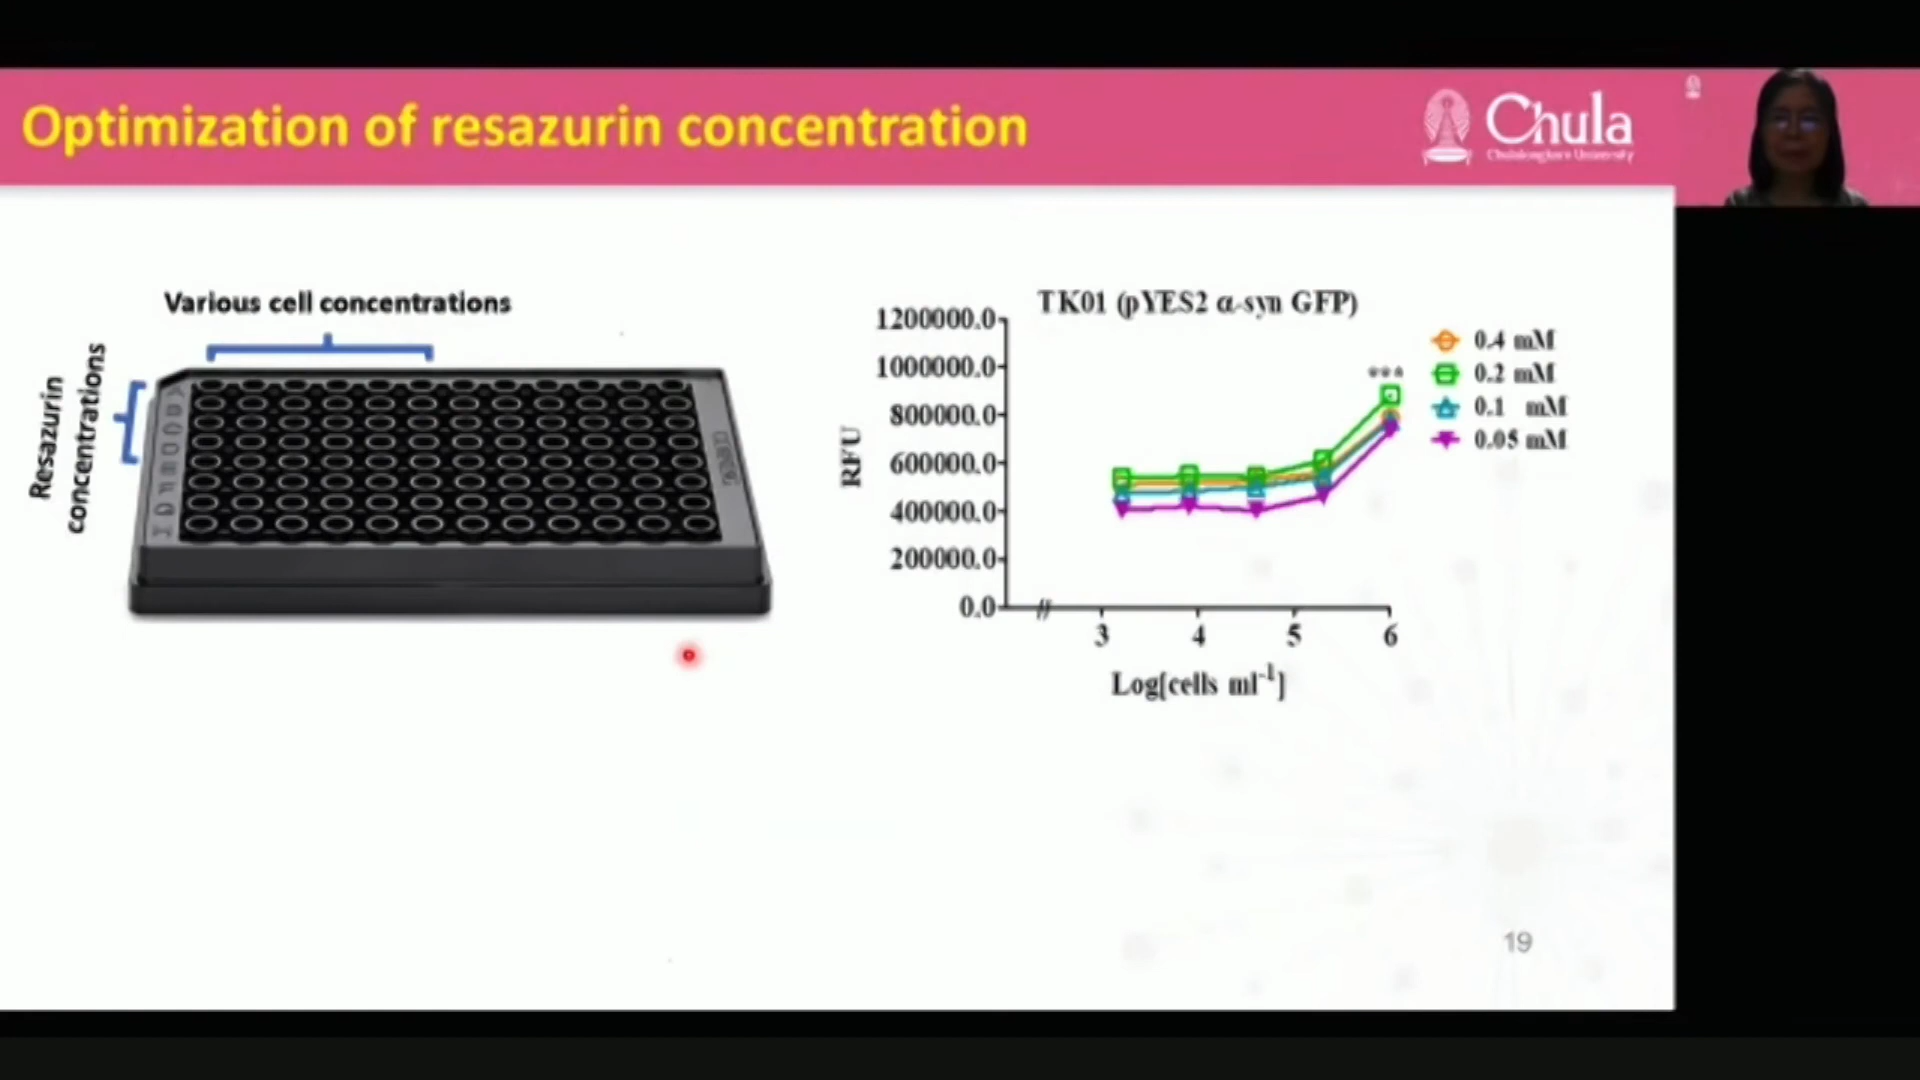 Optimization of resazurin concentration
Chula
Chulalongkorn University
Various cell concentrations
Resazurin
concentrations
TK01 (pYES2 α-syn GFP)
1200000.0
1000000.0
800000.0
600000.0
400000.0
200000.0
0.0
RFU
***
0.4 mM
0.2 mM
0.1 mM
0.05 mM
3 4 5 6
Log[cells ml-1]
19